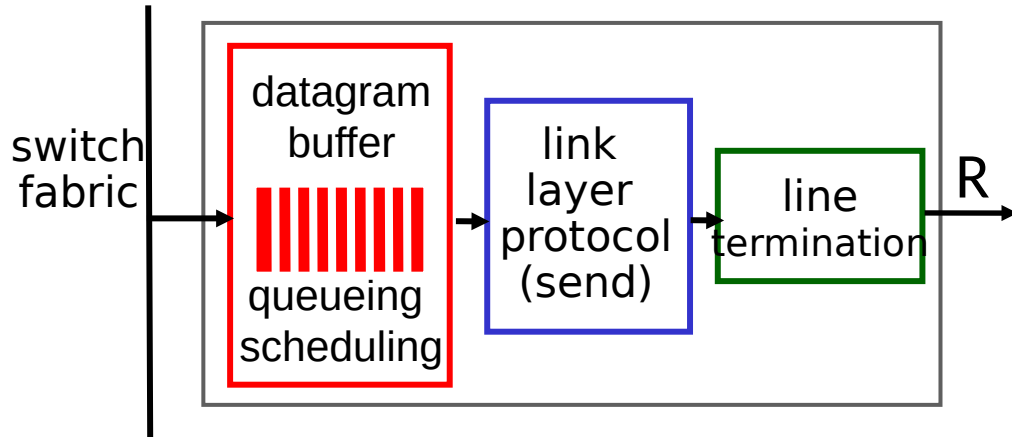 switch
fabric
datagram
buffer
queueing
scheduling
link
layer
protocol
(send)
line
termination
R